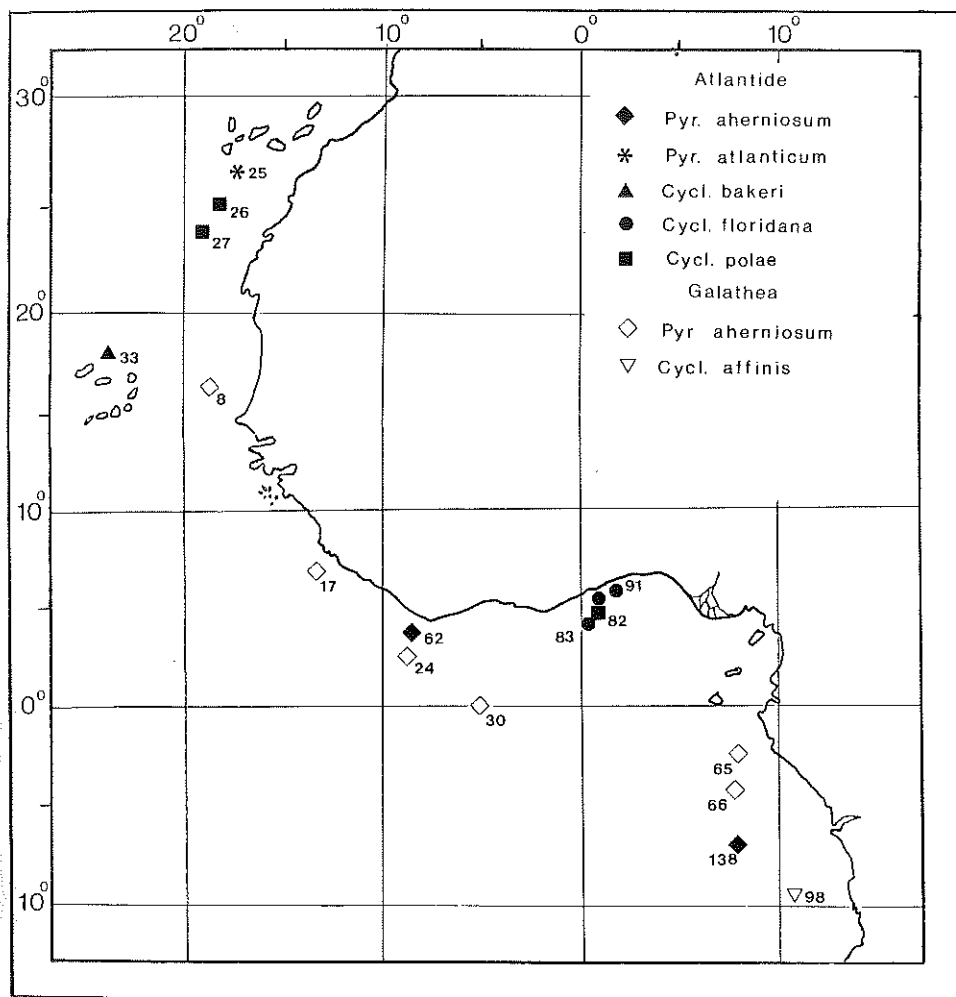 20° 10° 0° 10°
30°
Atlantide
Pyr. aherniosum
Pyr. atlanticum
Cycl. bakeri
Cycl. floridana
Cycl. polae
Galathea
Pyr aherniosum
Cycl. affinis
25
26
27
20°
33
8
10°
17
91
82
83
62
24
0°
30
65
66
138
98
10°